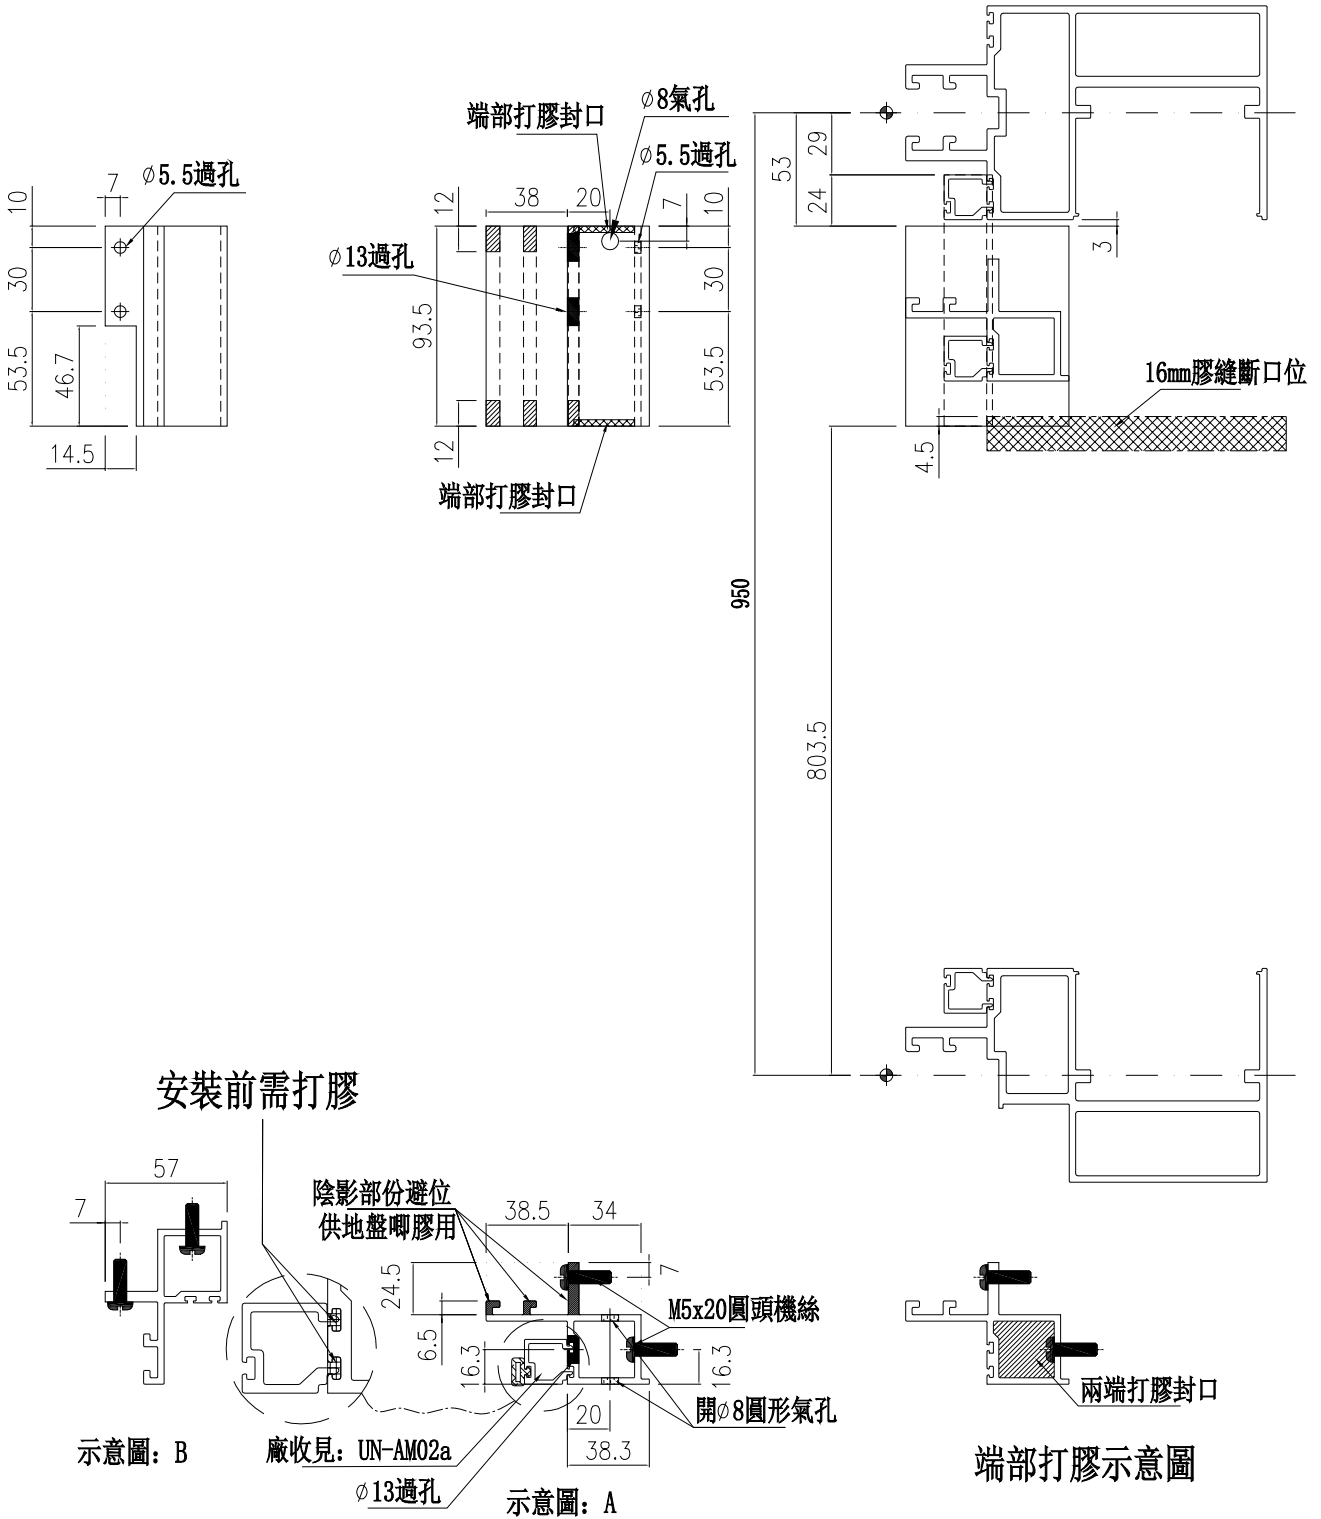 端部打膠封口
Ø8氣孔
Ø5.5過孔
7
Ø5.5過孔
10
30
53.5
46.7
14.5
12
38
20
7
10
Ø13過孔
93.5
30
53.5
12
端部打膠封口
53
29
24
3
16mm膠縫斷口位
4.5
950
803.5
安裝前需打膠
57
7
陰影部份避位
供地盤唧膠用
38.5
34
24.5
7
6.5
16.3
M5x20圓頭機絲
16.3
20
開Ø8圓形氣孔
38.3
兩端打膠封口
示意圖: B
廠收見: UN-AM02a
Ø13過孔
示意圖: A
端部打膠示意圖